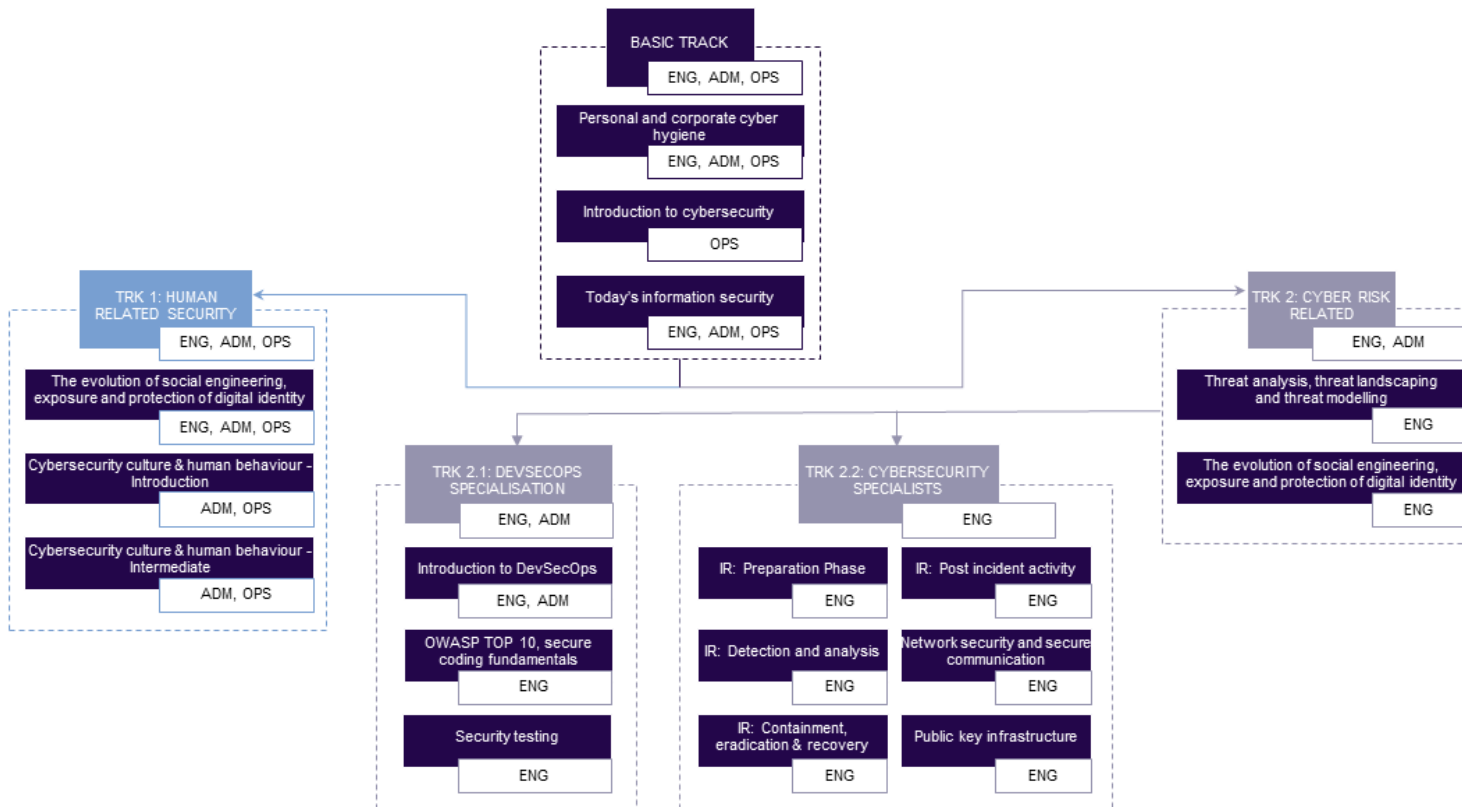 BASIC TRACK
ENG, ADM, OPS
Personal and corporate cyber
hygiene
ENG, ADM, OPS
Introduction to cybersecurity
OPS
Today's information security
ENG, ADM, OPS
TRK 1: HUMAN
RELATED SECURITY
ENG, ADM, OPS
The evolution of social engineering,
exposure and protection of digital identity
ENG, ADM, OPS
Cybersecurity culture & human behaviour -
Introduction
ADM, OPS
Cybersecurity culture & human behaviour -
Intermediate
ADM, OPS
TRK 2: CYBER RISK
RELATED
ENG, ADM
Threat analysis, threat landscaping
and threat modelling
ENG
The evolution of social engineering,
exposure and protection of digital identity
ENG
TRK 2.1: DEVSECOPS
SPECIALISATION
ENG, ADM
Introduction to DevSecOps
ENG, ADM
OWASP TOP 10, secure
coding fundamentals
ENG
Security testing
ENG
TRK 2.2: CYBERSECURITY
SPECIALISTS
ENG
IR: Preparation Phase
ENG
IR: Detection and analysis
ENG
IR: Containment,
eradication & recovery
ENG
IR: Post incident activity
ENG
Network security and secure
communication
ENG
Public key infrastructure
ENG